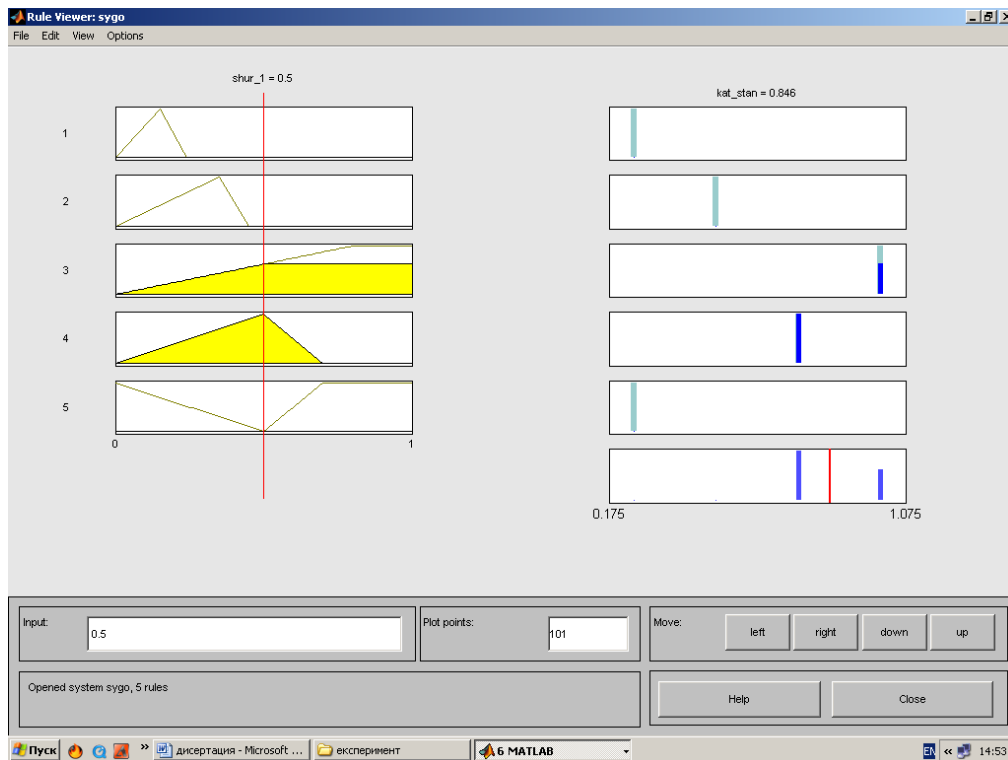 Rule Viewer: sygo
File Edit View Options
shur_1 = 0.5
kat_stan = 0.846
1
2
3
4
5
0 1
0.175 1.075
Input:
0.5
Plot points:
101
Move:
left right down up
Opened system sygo, 5 rules
Help Close
Пуск » дисертация - Microsoft ... експеримент 6 MATLAB EN « 14:53